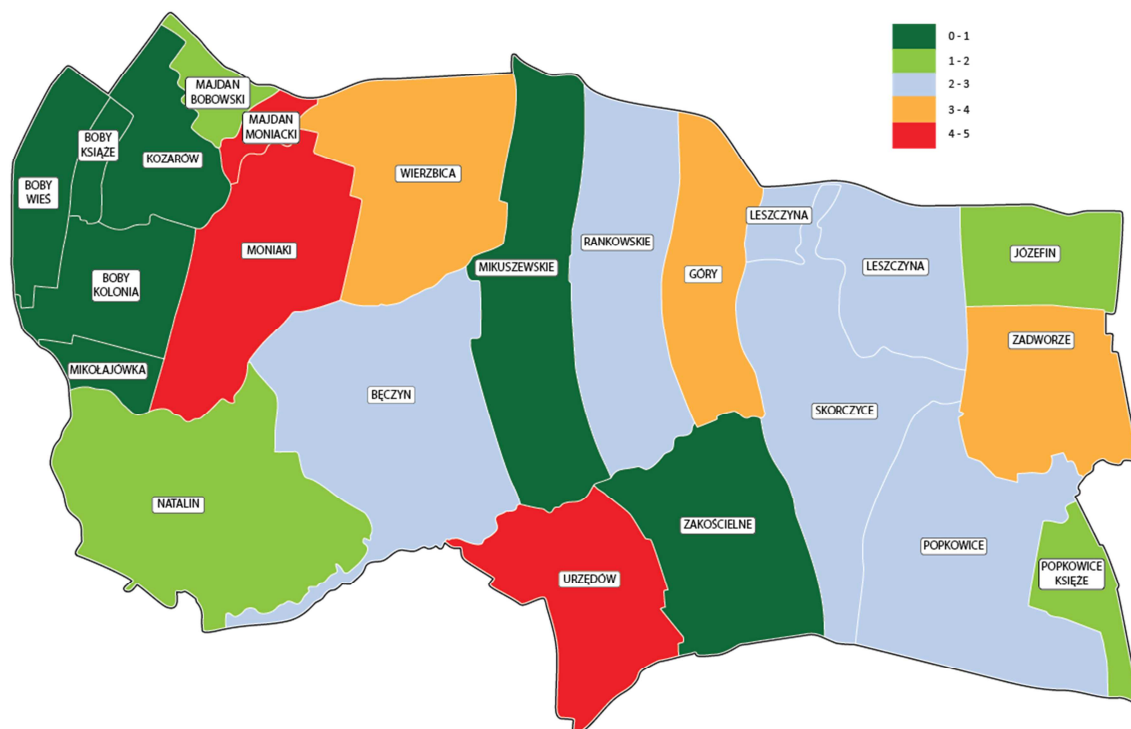 0 - 1
1 - 2
2 - 3
3 - 4
4 - 5
MAJDAN
BOBOWSKI
MAJDAN
MONIACKI
BOBY
KSIĄŻE
KOZARÓW
BOBY
WIEŚ
WIERZBICA
LESZCZYNA
RANKOWSKIE
MONIAKI
MIKUSZEWSKIE
GÓRY
LESZCZYNA
JÓZEFIN
BOBY
KOLONIA
ZADWORZE
MIKOŁAJÓWKA
BĘCZYN
SKORCZYCE
NATALIN
ZAKOŚCIELNE
POPKOWICE
URZĘDÓW
POPKOWICE
KSIĘŻE